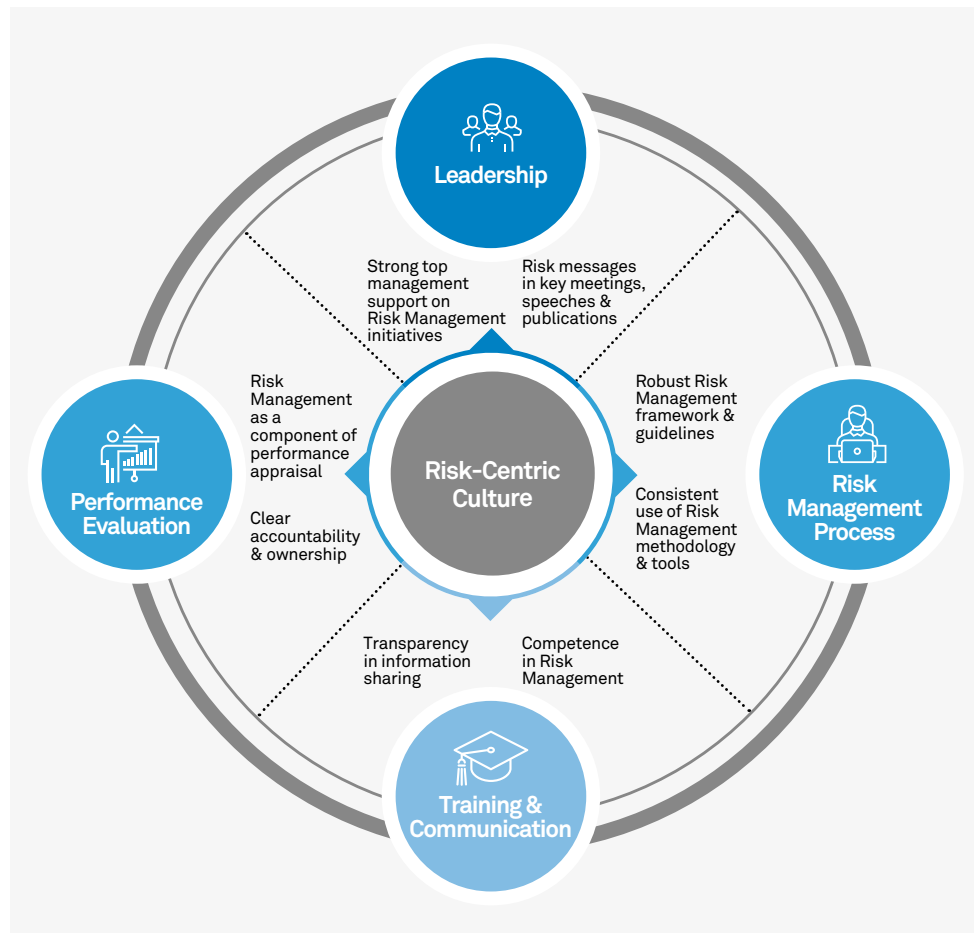 Leadership
Strong top
management
support on
Risk Management
initiatives
Risk messages
in key meetings,
speeches &
publications
Risk
Management
as a
component of
performance
appraisal
Clear
accountability
& ownership
Performance
Evaluation
Risk-Centric
Culture
Robust Risk
Management
framework &
guidelines
Consistent
use of Risk
Management
methodology
& tools
Risk
Management
Process
Transparency
in information
sharing
Competence
in Risk
Management
Training &
Communication